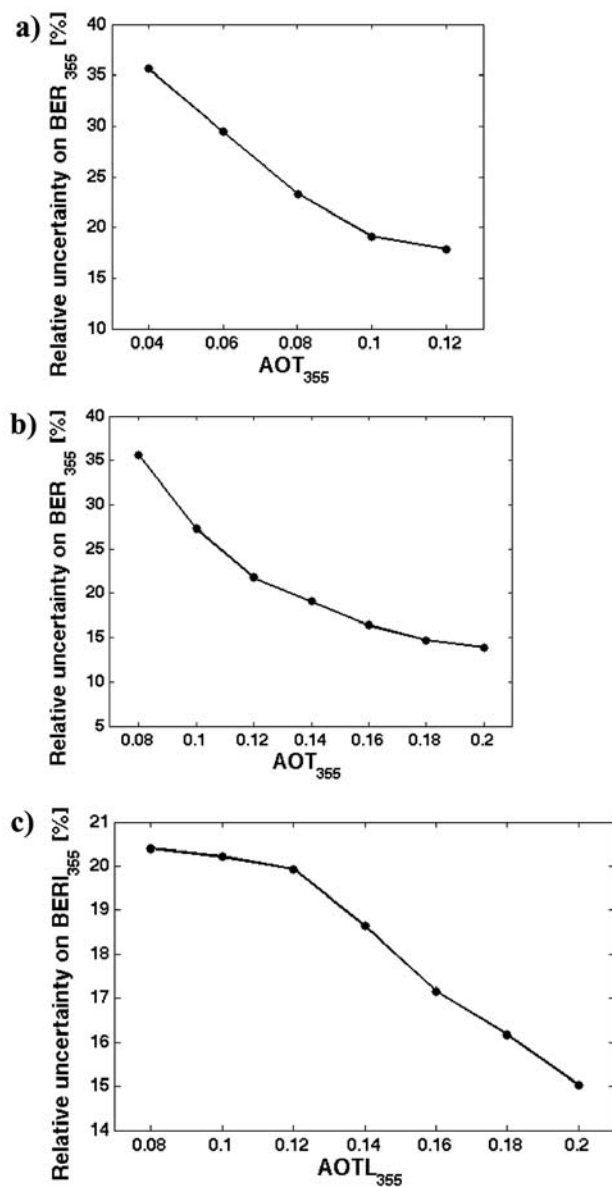 a)
Relative uncertainty on BER 355 [%]
40
35
30
25
20
15
10
0.04 0.06 0.08 0.1 0.12
AOT355
b)
Relative uncertainty on BER 355 [%]
40
35
30
25
20
15
10
5
0.08 0.1 0.12 0.14 0.16 0.18 0.2
AOT355
c)
Relative uncertainty on BERI355 [%]
21
20
19
18
17
16
15
14
0.08 0.1 0.12 0.14 0.16 0.18 0.2
AOTL355